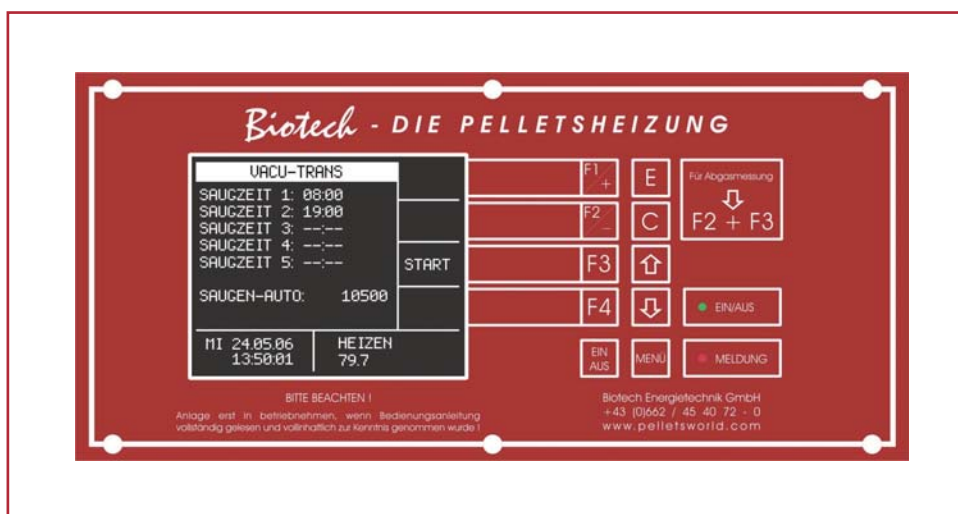 Biotech - DIE PELLETSHEIZUNG
VACU-TRANS
SAUGZEIT 1: 08:00
SAUGZEIT 2: 19:00
SAUGZEIT 3: --:--
SAUGZEIT 4: --:--
SAUGZEIT 5: --:--
START
SAUGEN-AUTO: 10500
MI 24.05.06
13:50:01
HEIZEN
79.7
F1 +
E
F2 -
C
F3
F4
EIN
AUS
MENÜ
Für Abgasmessung
F2 + F3
EIN/AUS
MELDUNG
BITTE BEACHTEN !
Anlage erst in betriebnehmen, wenn Bedienungsanleitung
vollständig gelesen und vollinhaltlich zur Kenntnis genommen wurde !
Biotech Energietechnik GmbH
+43 (0)662 / 45 40 72 - 0
www.pelletsworld.com